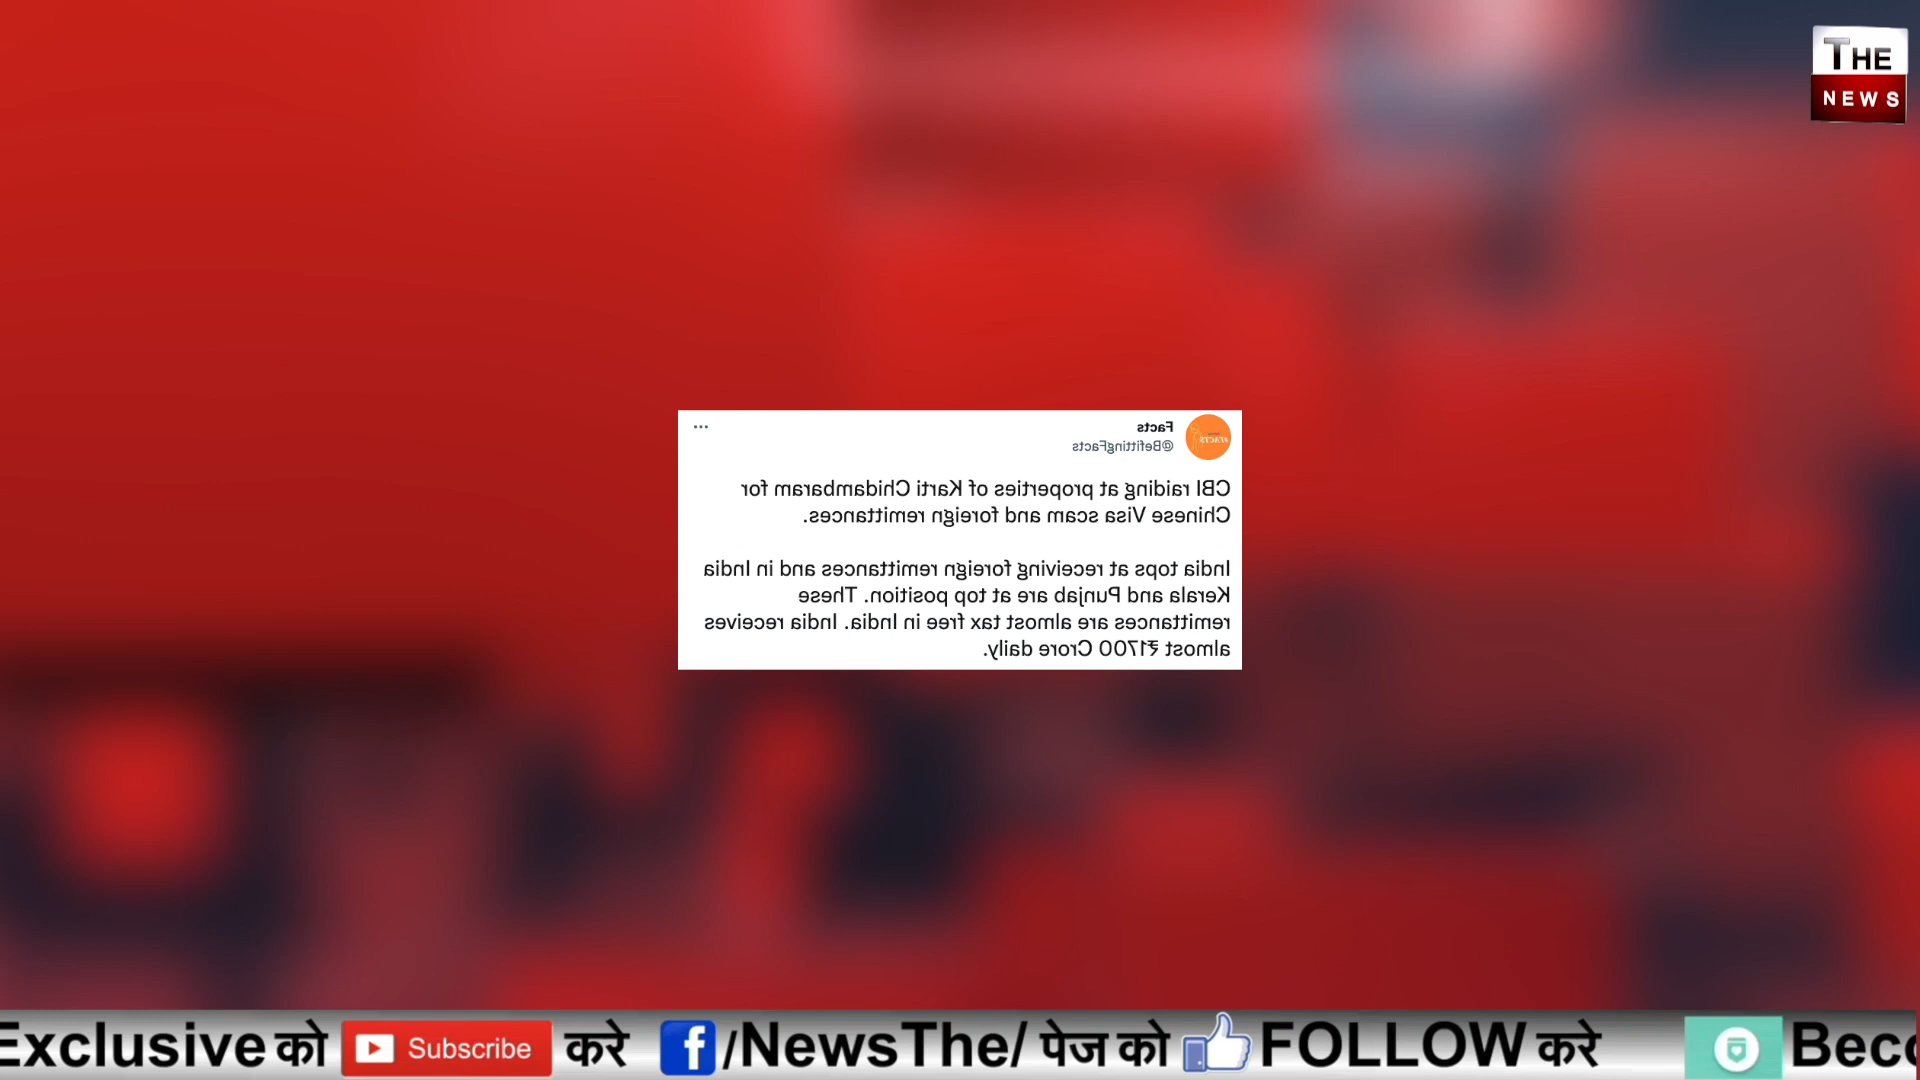 THE
NEWS
Facts
@BefittingFacts
FACTS
CBI raiding at properties of Karti Chidambaram for
Chinese Visa scam and foreign remittances.
India tops at receiving foreign remittances and in India
Kerala and Punjab are at top position. These
remittances are almost tax free in India. India receives
almost ₹1700 Crore daily.
Exclusive को Subscribe करे f/NewsThe/ पेज को FOLLOW करे Beco